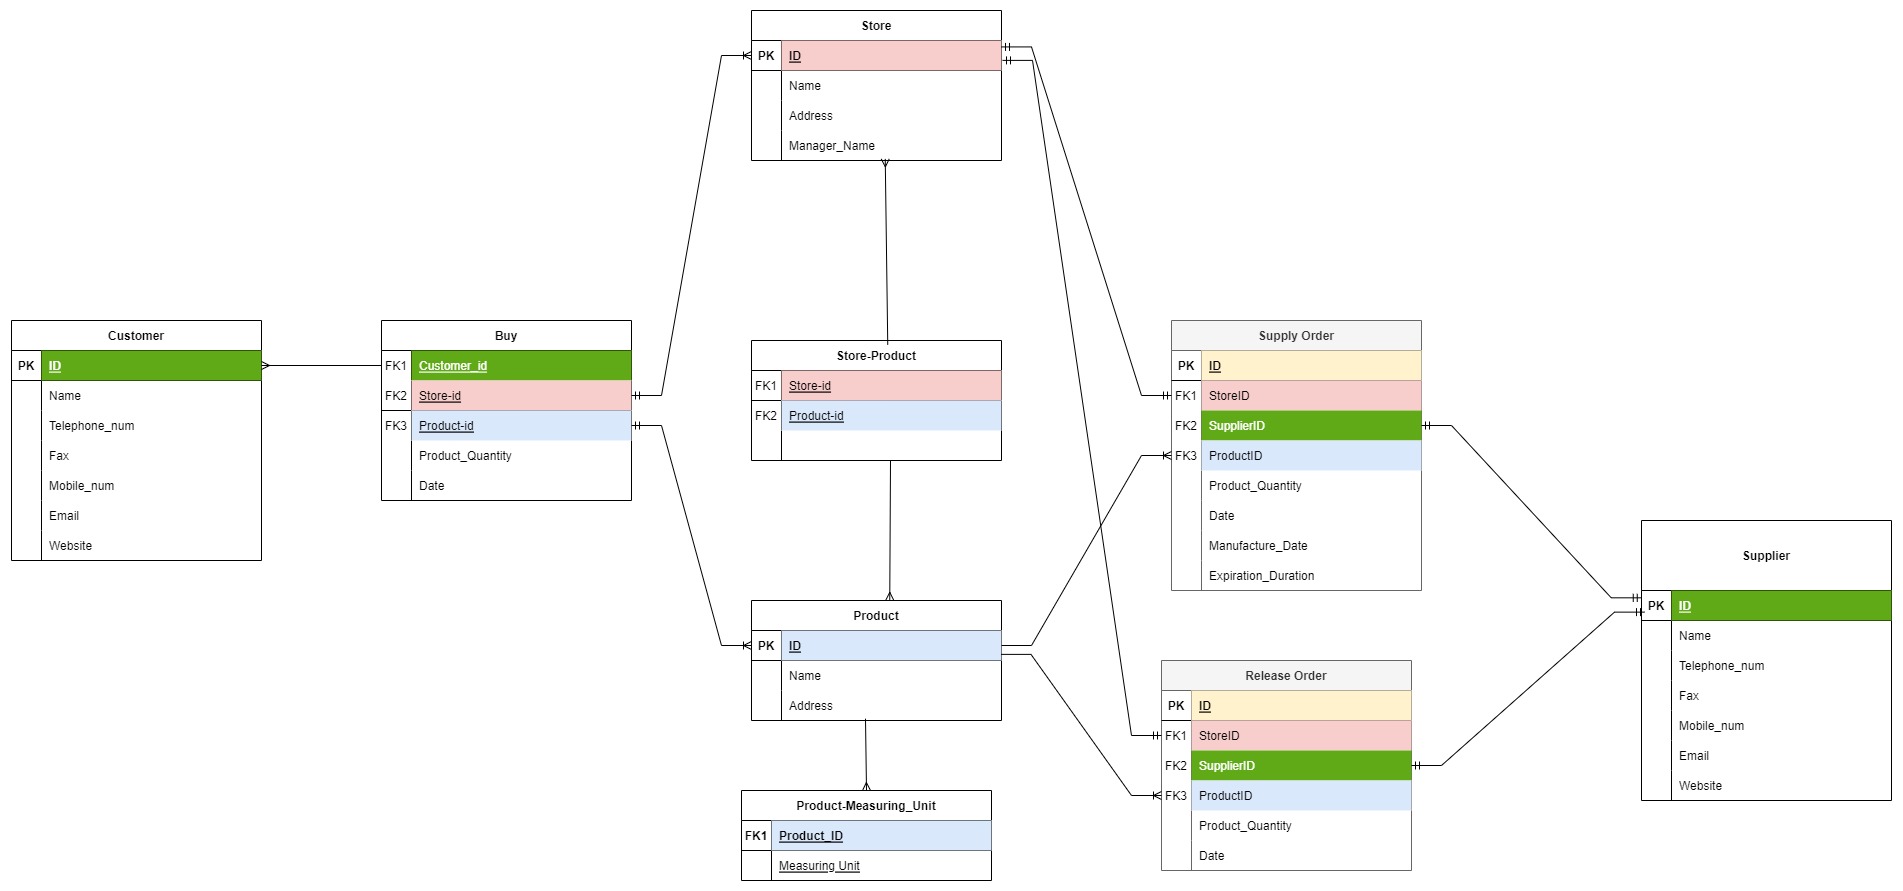 Store
PK ID
Name
Address
Manager_Name
Customer
PK ID
Name
Telephone_num
Fax
Mobile_num
Email
Website
Buy
FK1 Customer_id
FK2 Store-id
FK3 Product-id
Product_Quantity
Date
Store-Product
FK1 Store-id
FK2 Product-id
Product
PK ID
Name
Address
Product-Measuring_Unit
FK1 Product_ID
Measuring Unit
Supply Order
PK ID
FK1 StoreID
FK2 SupplierID
FK3 ProductID
Product_Quantity
Date
Manufacture_Date
Expiration_Duration
Release Order
PK ID
FK1 StoreID
FK2 SupplierID
FK3 ProductID
Product_Quantity
Date
Supplier
PK ID
Name
Telephone_num
Fax
Mobile_num
Email
Website